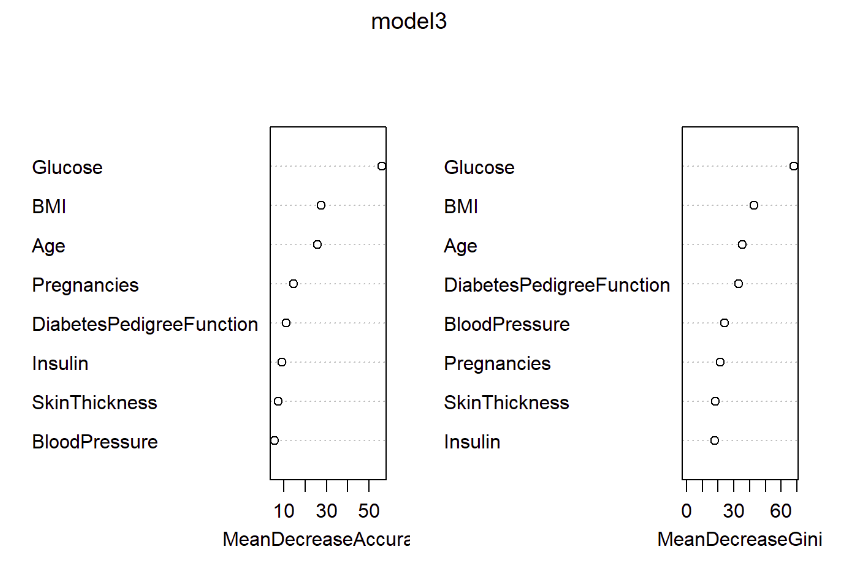 model3
Glucose
BMI
Age
Pregnancies
DiabetesPedigreeFunction
Insulin
SkinThickness
BloodPressure
10 30 50
MeanDecreaseAccura
Glucose
BMI
Age
DiabetesPedigreeFunction
BloodPressure
Pregnancies
SkinThickness
Insulin
0 30 60
MeanDecreaseGini